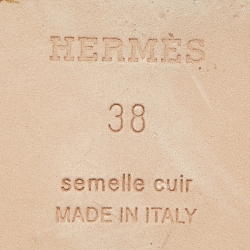 HERMÈS
38
semelle cuir
MADE IN ITALY